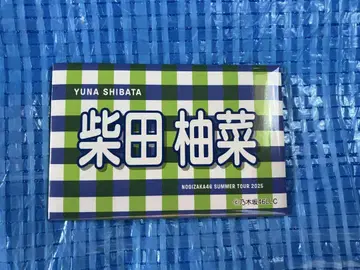 YUNA SHIBATA
柴田 柚菜
NOGIZAKA46 SUMMER TOUR 2025
©乃木坂46LLC